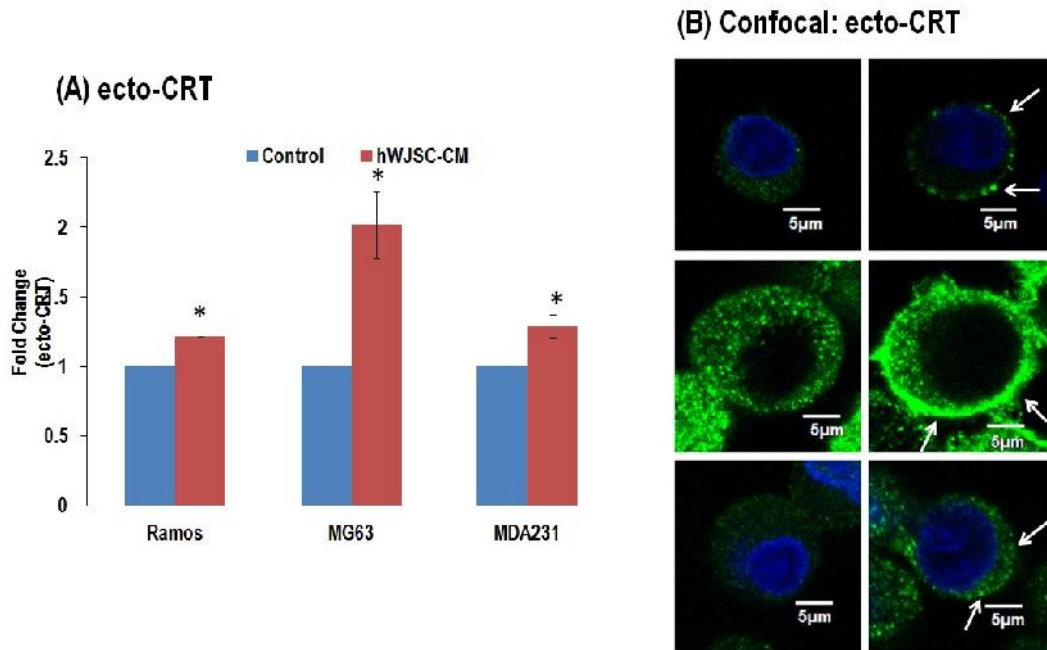 (A) ecto-CRT
Control hWJSC-CM
2.5
2
1.5
1
0.5
0
Fold Change
(ecto-CRT)
*
*
*
Ramos MG63 MDA231
(B) Confocal: ecto-CRT
5µm 5µm
5µm 5µm
5µm 5µm